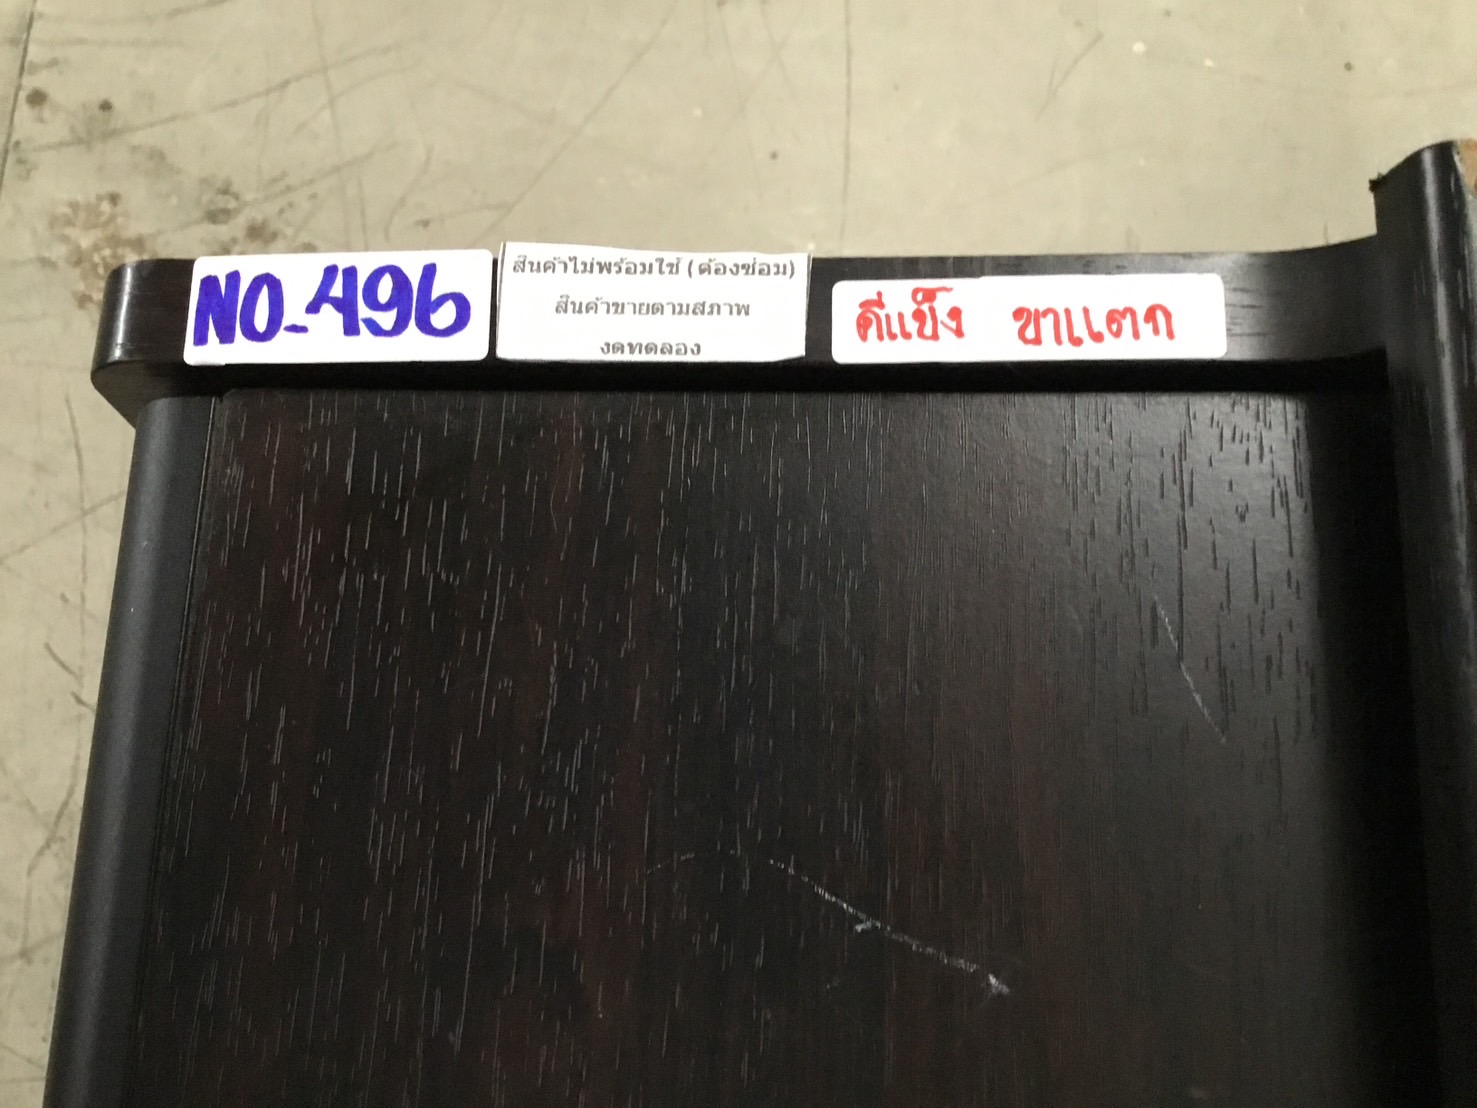 NO-496
สินค้าไม่พร้อมใช้ (ต้องซ่อม)
สินค้าขายตามสภาพ
งดทดลอง
คีแข็ง ขาแตก